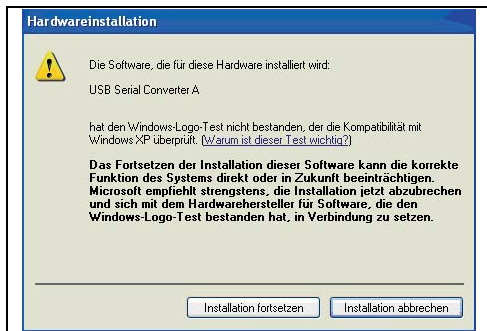 Hardwareinstallation
Die Software, die für diese Hardware installiert wird:
USB Serial Converter A
hat den Windows-Logo-Test nicht bestanden, der die Kompatibilität mit
Windows XP überprüft. (Warum ist dieser Test wichtig?)
Das Fortsetzen der Installation dieser Software kann die korrekte
Funktion des Systems direkt oder in Zukunft beeinträchtigen.
Microsoft empfiehlt strengstens, die Installation jetzt abzubrechen
und sich mit dem Hardwarehersteller für Software, die den
Windows-Logo-Test bestanden hat, in Verbindung zu setzen.
Installation fortsetzen
Installation abbrechen